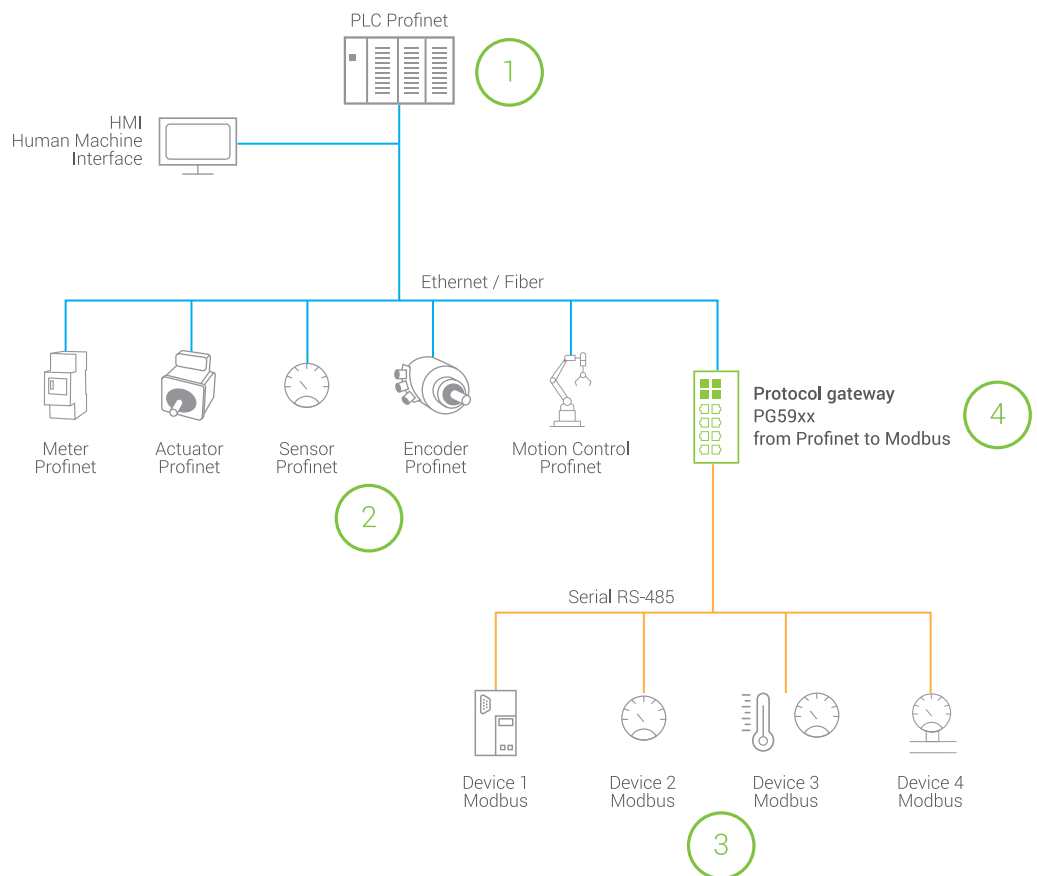 PLC Profinet
1
HMI
Human Machine
Interface
Ethernet / Fiber
Meter
Profinet
Actuator
Profinet
Sensor
Profinet
Encoder
Profinet
Motion Control
Profinet
2
Protocol gateway
PG59xx
from Profinet to Modbus
4
Serial RS-485
Device 1
Modbus
Device 2
Modbus
Device 3
Modbus
Device 4
Modbus
3